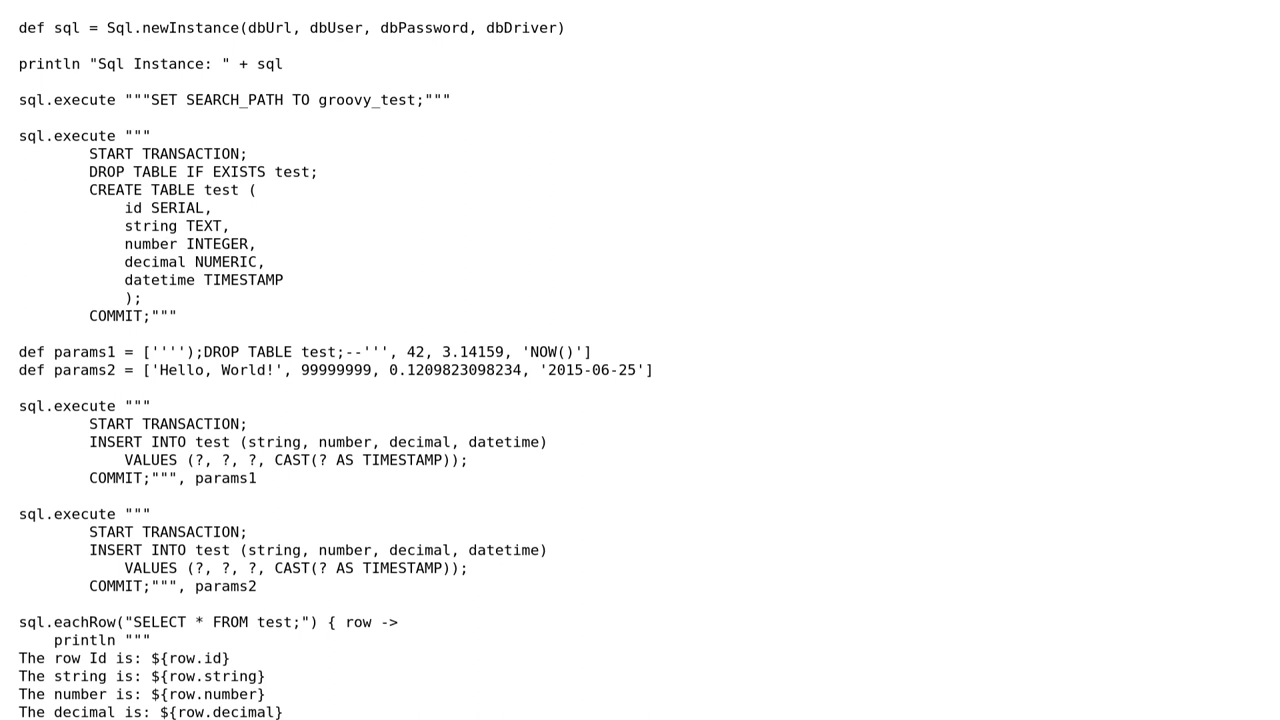 def sql = Sql.newInstance(dbUrl, dbUser, dbPassword, dbDriver)

println "Sql Instance: " + sql

sql.execute """SET SEARCH_PATH TO groovy_test;"""

sql.execute """
        START TRANSACTION;
        DROP TABLE IF EXISTS test;
        CREATE TABLE test (
            id SERIAL,
            string TEXT,
            number INTEGER,
            decimal NUMERIC,
            datetime TIMESTAMP
            );
        COMMIT;"""

def params1 = ['''');DROP TABLE test;--''', 42, 3.14159, 'NOW()']
def params2 = ['Hello, World!', 99999999, 0.1209823098234, '2015-06-25']

sql.execute """
        START TRANSACTION;
        INSERT INTO test (string, number, decimal, datetime)
            VALUES (?, ?, ?, CAST(? AS TIMESTAMP));
        COMMIT;""", params1

sql.execute """
        START TRANSACTION;
        INSERT INTO test (string, number, decimal, datetime)
            VALUES (?, ?, ?, CAST(? AS TIMESTAMP));
        COMMIT;""", params2

sql.eachRow("SELECT * FROM test;") { row ->
    println """
The row Id is: ${row.id}
The string is: ${row.string}
The number is: ${row.number}
The decimal is: ${row.decimal}